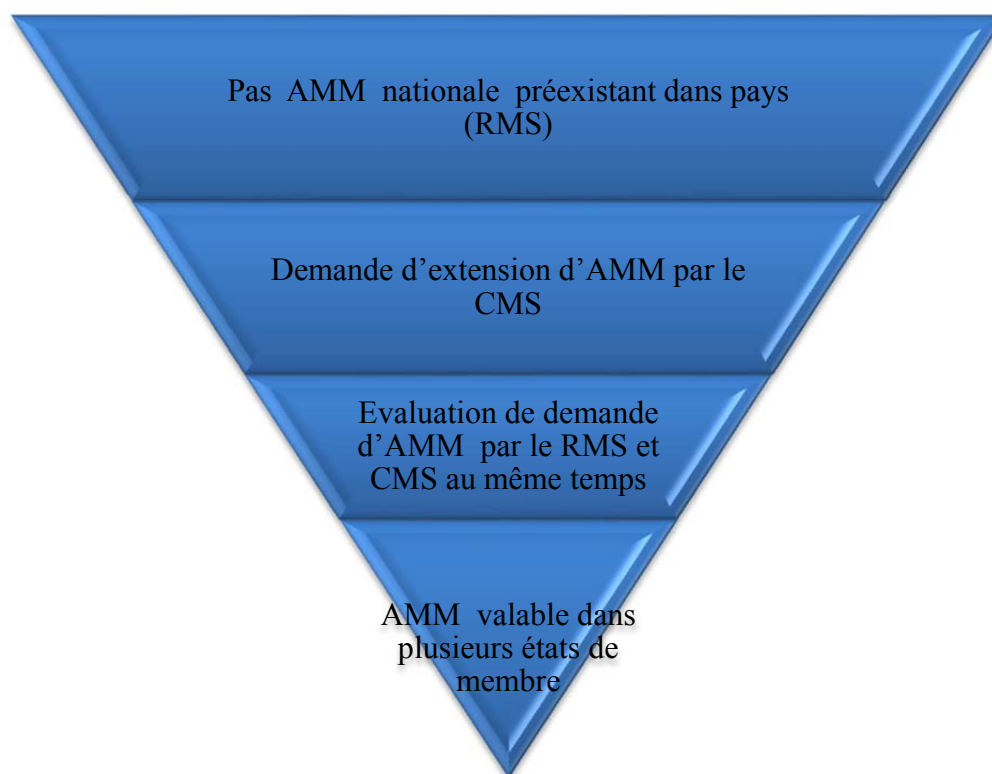 Pas AMM nationale préexistant dans pays
(RMS)
Demande d’extension d’AMM par le
CMS
Evaluation de demande
d’AMM par le RMS et
CMS au même temps
AMM valable dans
plusieurs états de
membre